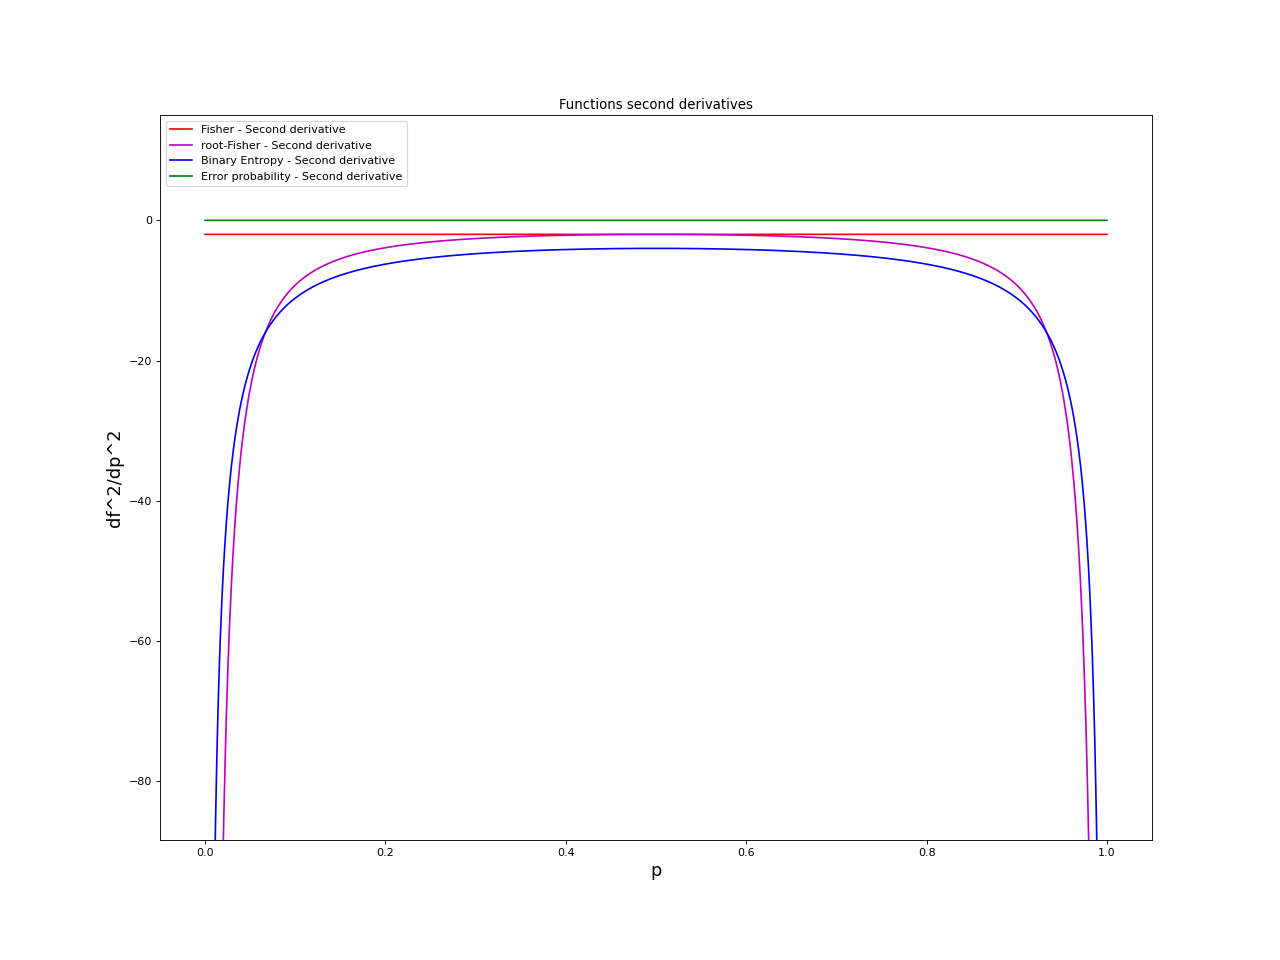 Functions second derivatives
Fisher - Second derivative
root-Fisher - Second derivative
Binary Entropy - Second derivative
Error probability - Second derivative
0
−20
−40
−60
−80
df^2/dp^2
0.0 0.2 0.4 0.6 0.8 1.0
p